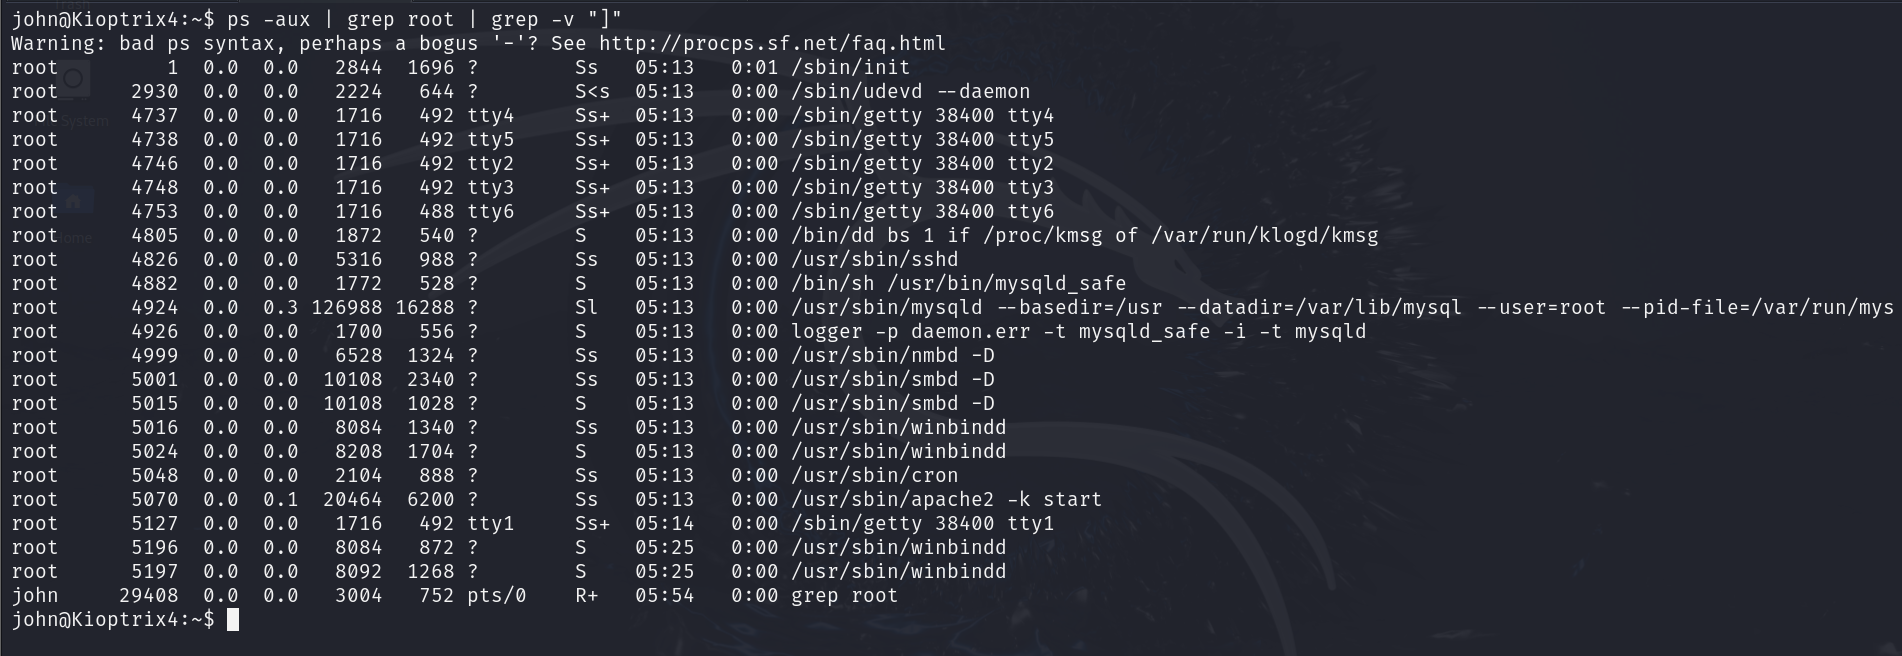 john@Kioptrix4:~$ ps -aux | grep root | grep -v "]"
Warning: bad ps syntax, perhaps a bogus '-'? See http://procps.sf.net/faq.html
root         1  0.0  0.0   2844  1696 ?        Ss   05:13   0:01 /sbin/init
root      2930  0.0  0.0   2224   644 ?        S<s  05:13   0:00 /sbin/udevd --daemon
root      4737  0.0  0.0   1716   492 tty4     Ss+  05:13   0:00 /sbin/getty 38400 tty4
root      4738  0.0  0.0   1716   492 tty5     Ss+  05:13   0:00 /sbin/getty 38400 tty5
root      4746  0.0  0.0   1716   492 tty2     Ss+  05:13   0:00 /sbin/getty 38400 tty2
root      4748  0.0  0.0   1716   492 tty3     Ss+  05:13   0:00 /sbin/getty 38400 tty3
root      4753  0.0  0.0   1716   488 tty6     Ss+  05:13   0:00 /sbin/getty 38400 tty6
root      4805  0.0  0.0   1872   540 ?        S    05:13   0:00 /bin/dd bs 1 if /proc/kmsg of /var/run/klogd/kmsg
root      4826  0.0  0.0   5316   988 ?        Ss   05:13   0:00 /usr/sbin/sshd
root      4882  0.0  0.0   1772   528 ?        S    05:13   0:00 /bin/sh /usr/bin/mysqld_safe
root      4924  0.0  0.3 126988 16288 ?        Sl   05:13   0:00 /usr/sbin/mysqld --basedir=/usr --datadir=/var/lib/mysql --user=root --pid-file=/var/run/mys
root      4926  0.0  0.0   1700   556 ?        S    05:13   0:00 logger -p daemon.err -t mysqld_safe -i -t mysqld
root      4999  0.0  0.0   6528  1324 ?        Ss   05:13   0:00 /usr/sbin/nmbd -D
root      5001  0.0  0.0  10108  2340 ?        Ss   05:13   0:00 /usr/sbin/smbd -D
root      5015  0.0  0.0  10108  1028 ?        S    05:13   0:00 /usr/sbin/smbd -D
root      5016  0.0  0.0   8084  1340 ?        Ss   05:13   0:00 /usr/sbin/winbindd
root      5024  0.0  0.0   8208  1704 ?        S    05:13   0:00 /usr/sbin/winbindd
root      5048  0.0  0.0   2104   888 ?        Ss   05:13   0:00 /usr/sbin/cron
root      5070  0.0  0.1  20464  6200 ?        Ss   05:13   0:00 /usr/sbin/apache2 -k start
root      5127  0.0  0.0   1716   492 tty1     Ss+  05:14   0:00 /sbin/getty 38400 tty1
root      5196  0.0  0.0   8084   872 ?        S    05:25   0:00 /usr/sbin/winbindd
root      5197  0.0  0.0   8092  1268 ?        S    05:25   0:00 /usr/sbin/winbindd
john     29408  0.0  0.0   3004   752 pts/0    R+   05:54   0:00 grep root
john@Kioptrix4:~$